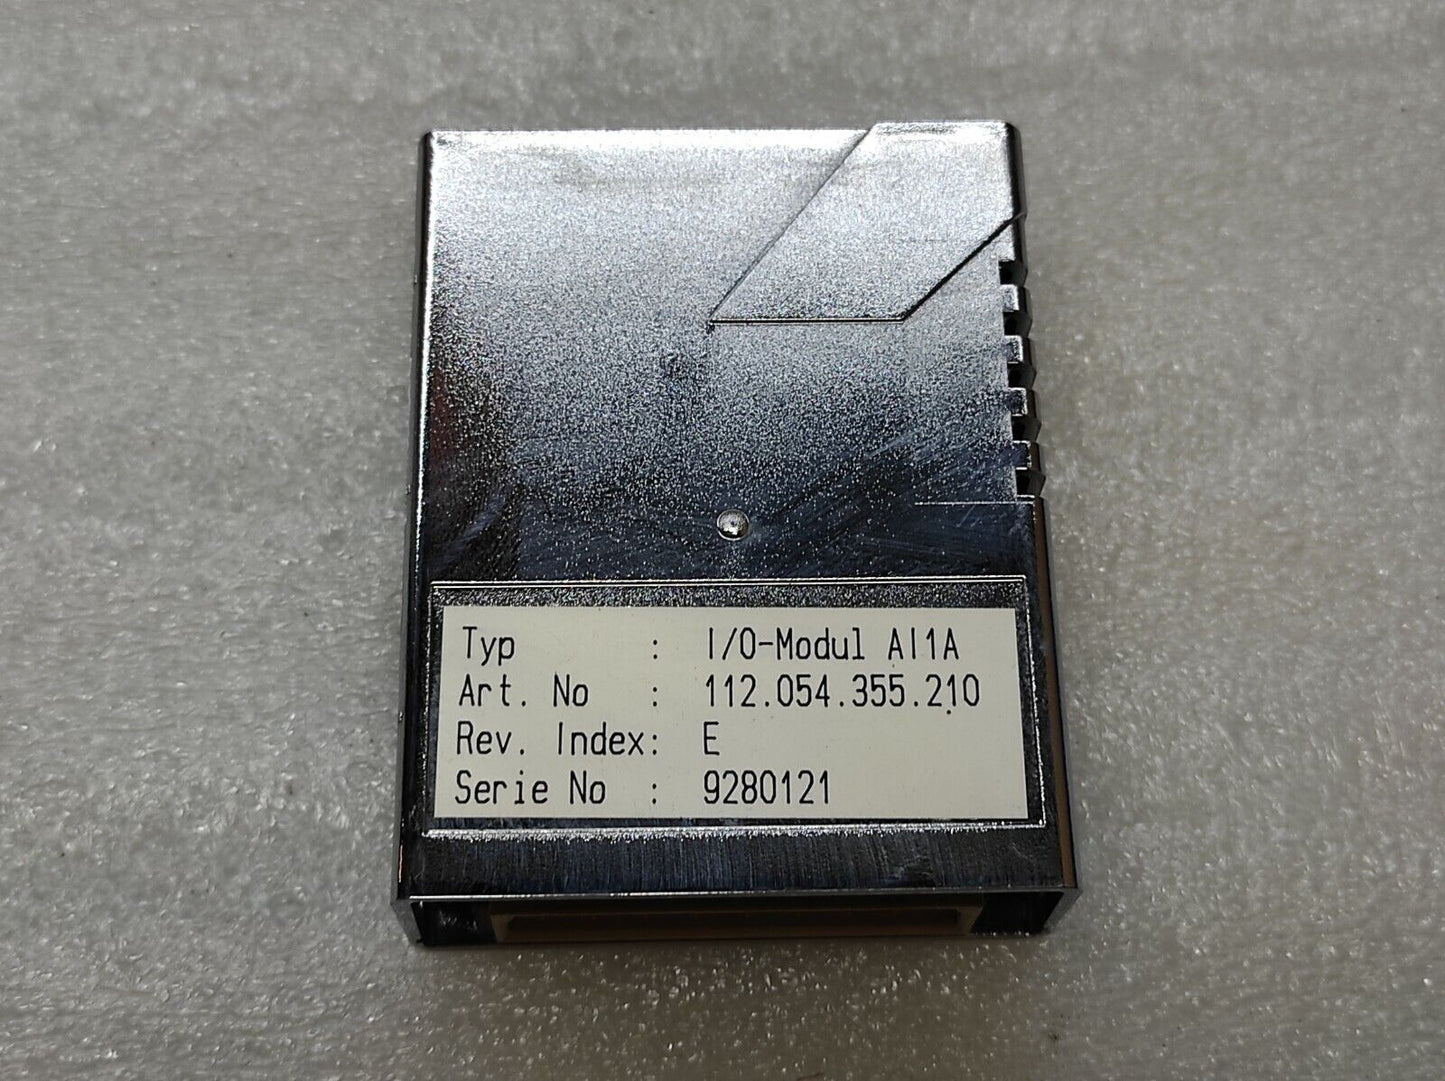 Typ : I/O-Modul AI1A
Art. No : 112.054.355.210
Rev. Index: E
Serie No : 9280121